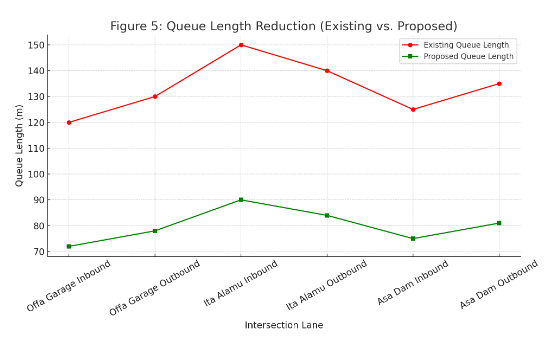 Figure 5: Queue Length Reduction (Existing vs. Proposed)
Existing Queue Length
Proposed Queue Length
Queue Length (m)
150
140
130
120
110
100
90
80
70
Offa Garage Inbound
Offa Garage Outbound
Ita Alamu Inbound
Ita Alamu Outbound
Asa Dam Inbound
Asa Dam Outbound
Intersection Lane